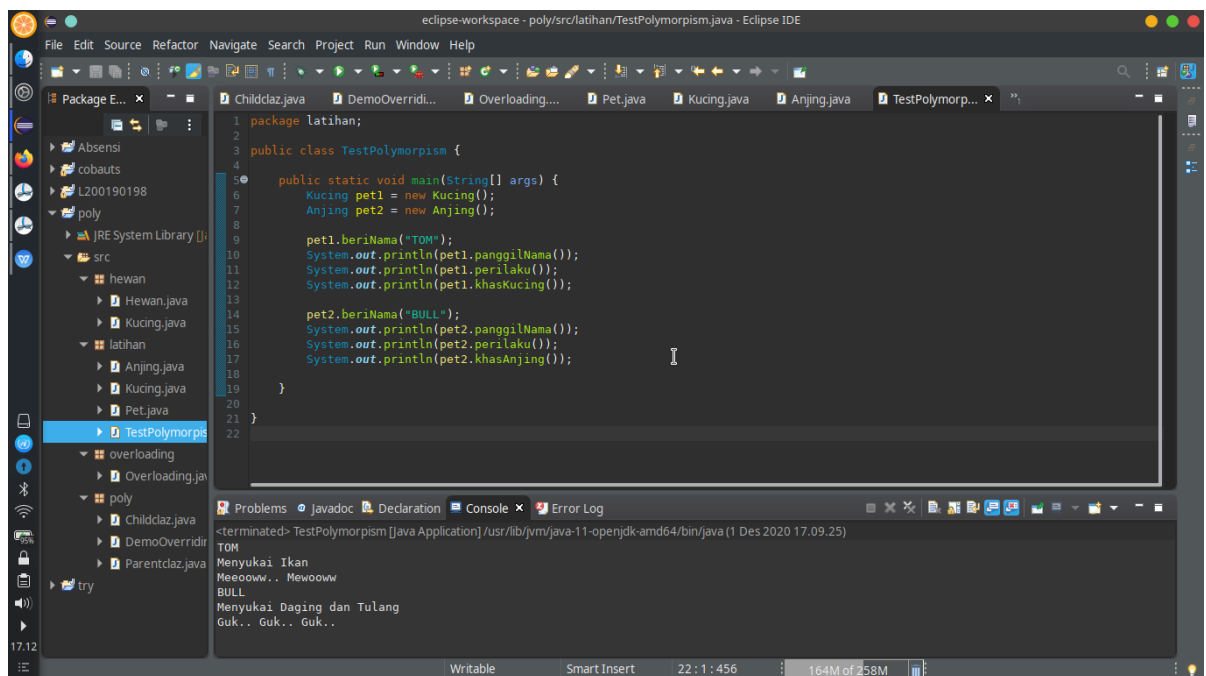 eclipse-workspace - poly/src/latihan/TestPolymorpism.java - Eclipse IDE
File Edit Source Refactor Navigate Search Project Run Window Help
Package E...
Childclaz.java DemoOverridi... Overloading.... Pet.java Kucing.java Anjing.java TestPolymorp... »1
Absensi
cobauts
L200190198
poly
JRE System Library [
src
hewan
Hewan.java
Kucing.java
latihan
Anjing.java
Kucing.java
Pet.java
TestPolymorpis
overloading
Overloading.jav
poly
Childclaz.java
DemoOverridin
Parentclaz.java
try
1 package latihan;
2
3 public class TestPolymorpism {
4
5 public static void main(String[] args) {
6 Kucing pet1 = new Kucing();
7 Anjing pet2 = new Anjing();
8
9 pet1.beriNama("TOM");
10 System.out.println(pet1.panggilNama());
11 System.out.println(pet1.perilaku());
12 System.out.println(pet1.khasKucing());
13
14 pet2.beriNama("BULL");
15 System.out.println(pet2.panggilNama());
16 System.out.println(pet2.perilaku());
17 System.out.println(pet2.khasAnjing());
18
19 }
20
21 }
22
Problems Javadoc Declaration Console Error Log
<terminated> TestPolymorpism [Java Application] /usr/lib/jvm/java-11-openjdk-amd64/bin/java (1 Des 2020 17.09.25)
TOM
Menyukai Ikan
Meeooww.. Mewooww
BULL
Menyukai Daging dan Tulang
Guk.. Guk.. Guk..
95%
17.12
Writable Smart Insert 22 : 1 : 456 164M of 258M